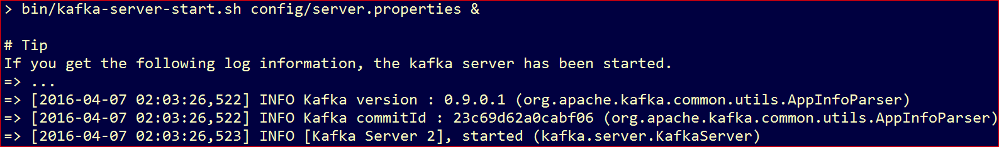 > bin/kafka-server-start.sh config/server.properties &
# Tip
If you get the following log information, the kafka server has been started.
=> ...
=> [2016-04-07 02:03:26,522] INFO Kafka version : 0.9.0.1 (org.apache.kafka.common.utils.AppInfoParser)
=> [2016-04-07 02:03:26,522] INFO Kafka commitId : 23c69d62a0cabf06 (org.apache.kafka.common.utils.AppInfoParser)
=> [2016-04-07 02:03:26,523] INFO [Kafka Server 2], started (kafka.server.KafkaServer)